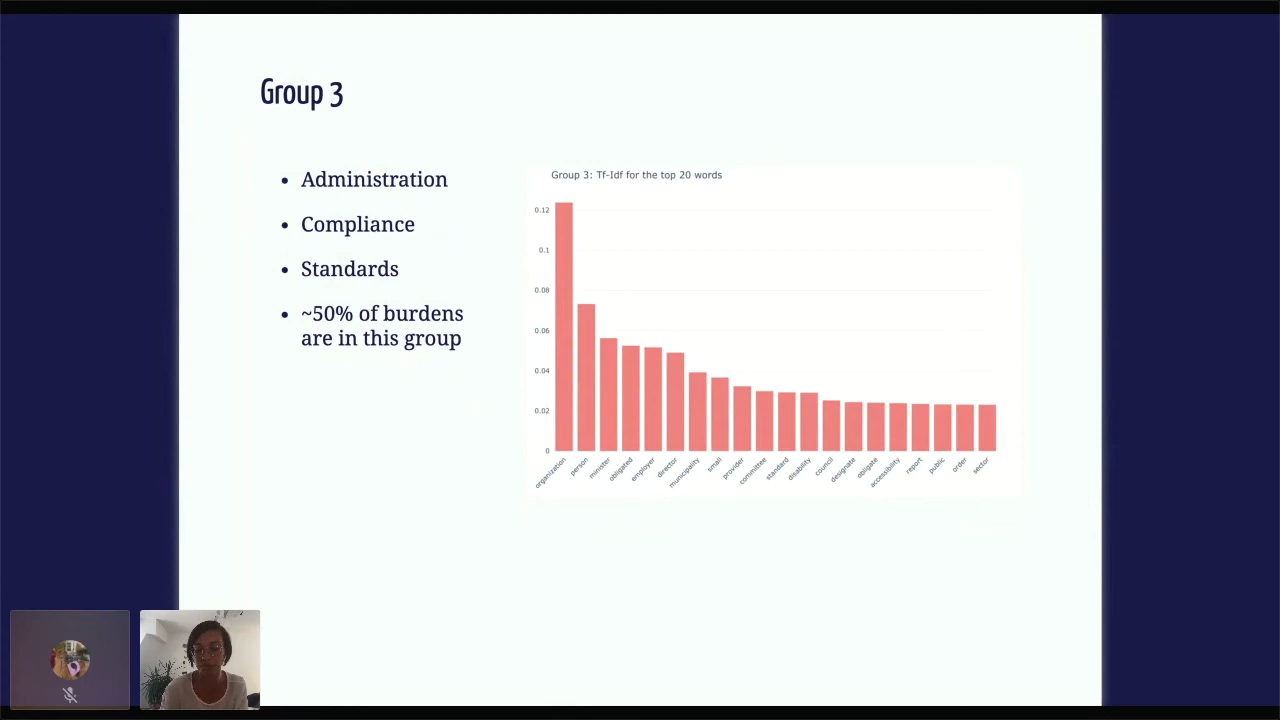 Group 3
Administration
Compliance
Standards
~50% of burdens
are in this group
Group 3: Tf-Idf for the top 20 words
0.12
0.1
0.08
0.06
0.04
0.02
0
organization
person
minister
obligated
employer
director
municipality
small
provider
committee
standard
disability
council
designate
obligate
accessibility
report
public
order
sector